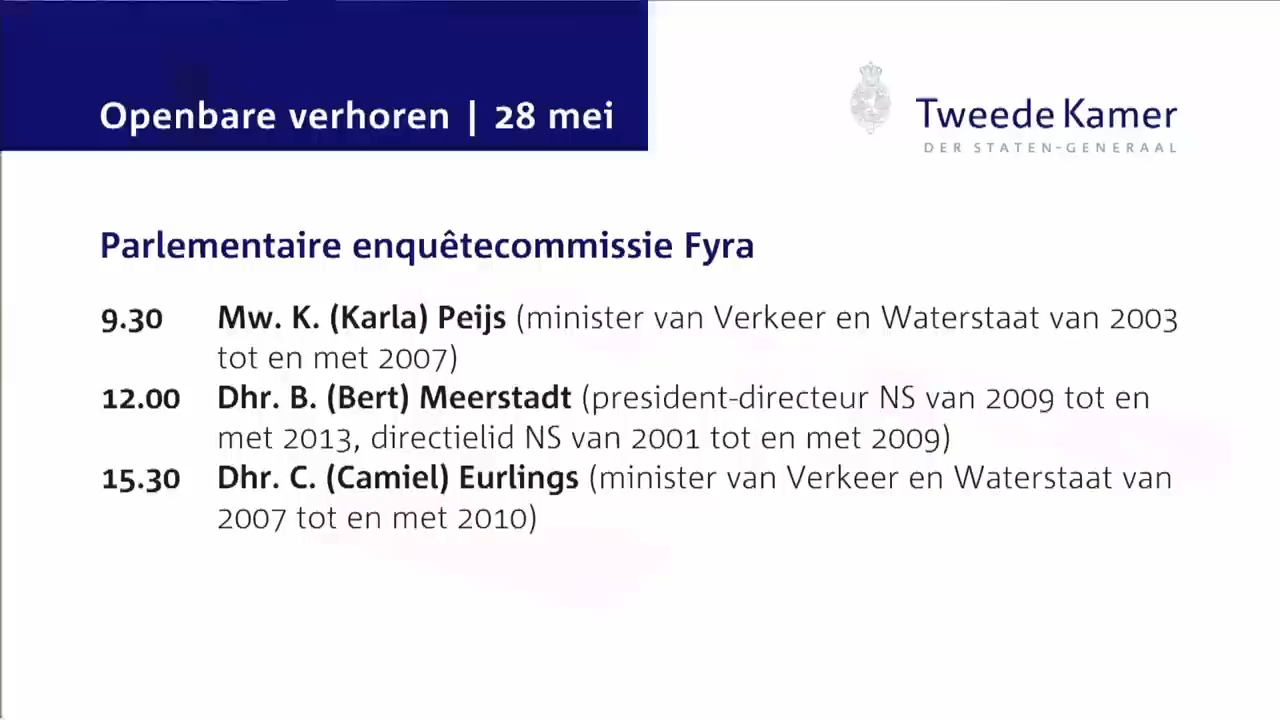 Openbare verhoren | 28 mei
Tweede Kamer
DER STATEN-GENERAAL
Parlementaire enquêtecommissie Fyra
9.30 Mw. K. (Karla) Peijs (minister van Verkeer en Waterstaat van 2003
tot en met 2007)
12.00 Dhr. B. (Bert) Meerstadt (president-directeur NS van 2009 tot en
met 2013, directielid NS van 2001 tot en met 2009)
15.30 Dhr. C. (Camiel) Eurlings (minister van Verkeer en Waterstaat van
2007 tot en met 2010)